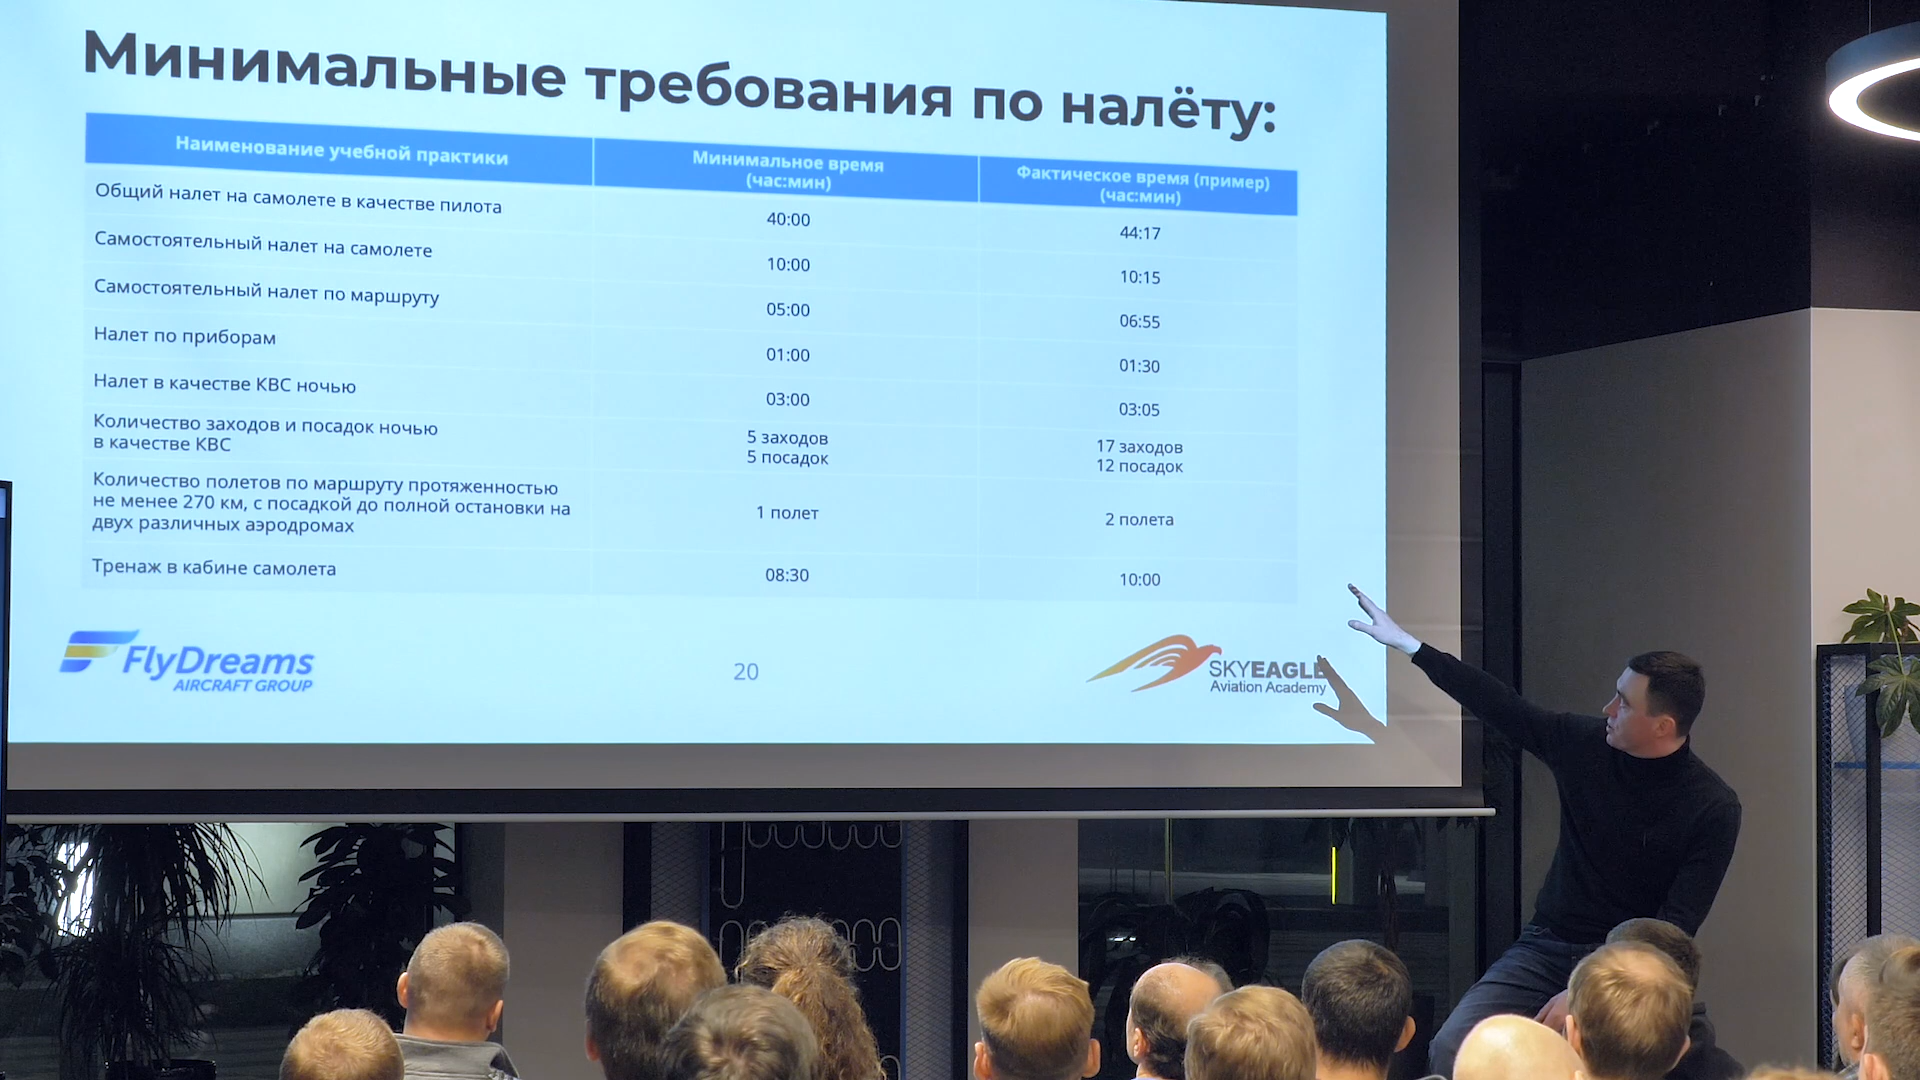 Минимальные требования по налёту:
Наименование учебной практики
Минимальное время
(час:мин)
Фактическое время (пример)
(час:мин)
Общий налет на самолете в качестве пилота
40:00
44:17
Самостоятельный налет на самолете
10:00
10:15
Самостоятельный налет по маршруту
05:00
06:55
Налет по приборам
01:00
01:30
Налет в качестве КВС ночью
03:00
03:05
Количество заходов и посадок ночью
в качестве КВС
5 заходов
5 посадок
17 заходов
12 посадок
Количество полетов по маршруту протяженностью
не менее 270 км, с посадкой до полной остановки на
двух различных аэродромах
1 полет
2 полета
Тренаж в кабине самолета
08:30
10:00
FlyDreams
AIRCRAFT GROUP
20
SKYEAGLE
Aviation Academy